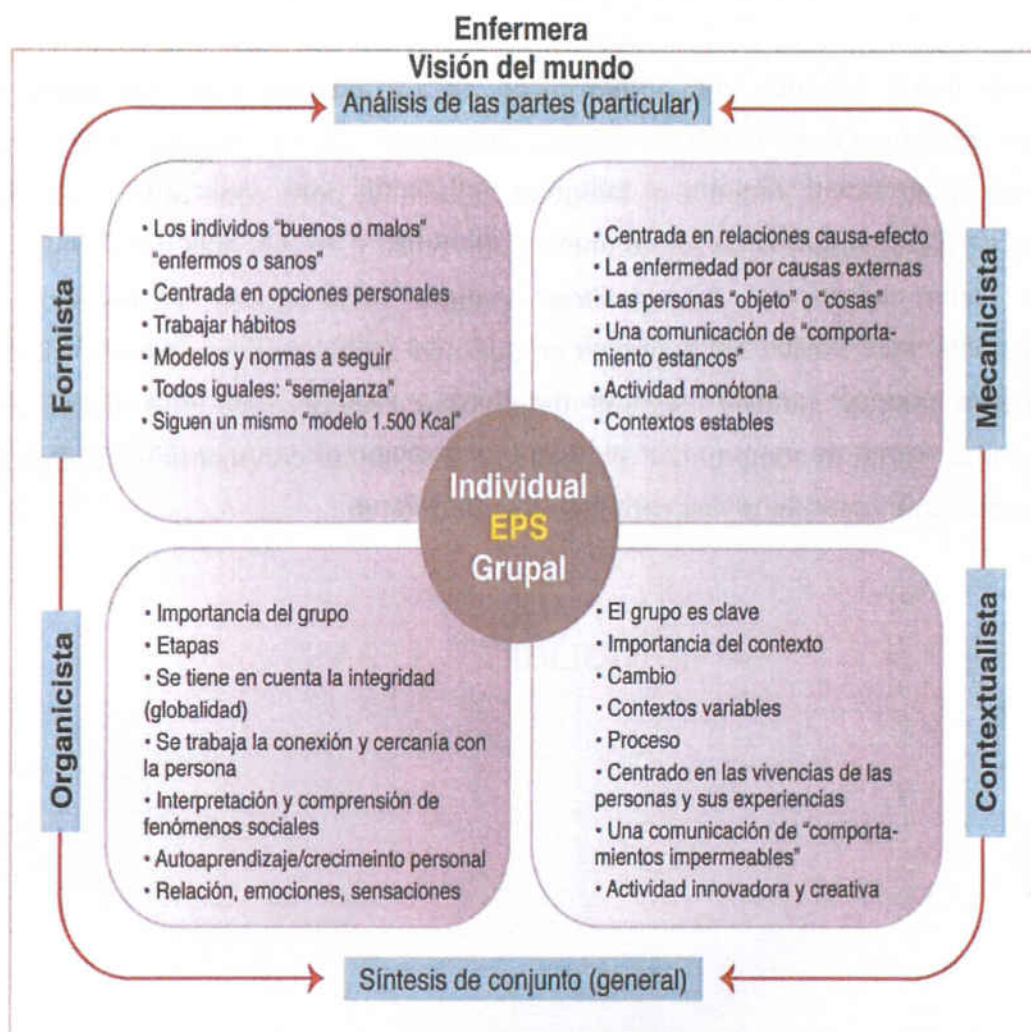 Enfermera
Visión del mundo
Análisis de las partes (particular)
Formista
• Los individos "buenos o malos"
"enfermos o sanos"
• Centrada en opciones personales
• Trabajar hábitos
• Modelos y normas a seguir
• Todos iguales: "semejanza"
• Siguen un mismo "modelo 1.500 Kcal"
• Centrada en relaciones causa-efecto
• La enfermedad por causas externas
• Las personas "objeto" o "cosas"
• Una comunicación de "comporta-
miento estancos"
• Actividad monótona
• Contextos estables
Mecanicista
Individual
EPS
Grupal
Organicista
• Importancia del grupo
• Etapas
• Se tiene en cuenta la integridad
(globalidad)
• Se trabaja la conexión y cercanía con
la persona
• Interpretación y comprensión de
fenómenos sociales
• Autoaprendizaje/crecimeinto personal
• Relación, emociones, sensaciones
• El grupo es clave
• Importancia del contexto
• Cambio
• Contextos variables
• Proceso
• Centrado en las vivencias de las
personas y sus experiencias
• Una comunicación de "comporta-
mientos impermeables"
• Actividad innovadora y creativa
Contextualista
Síntesis de conjunto (general)